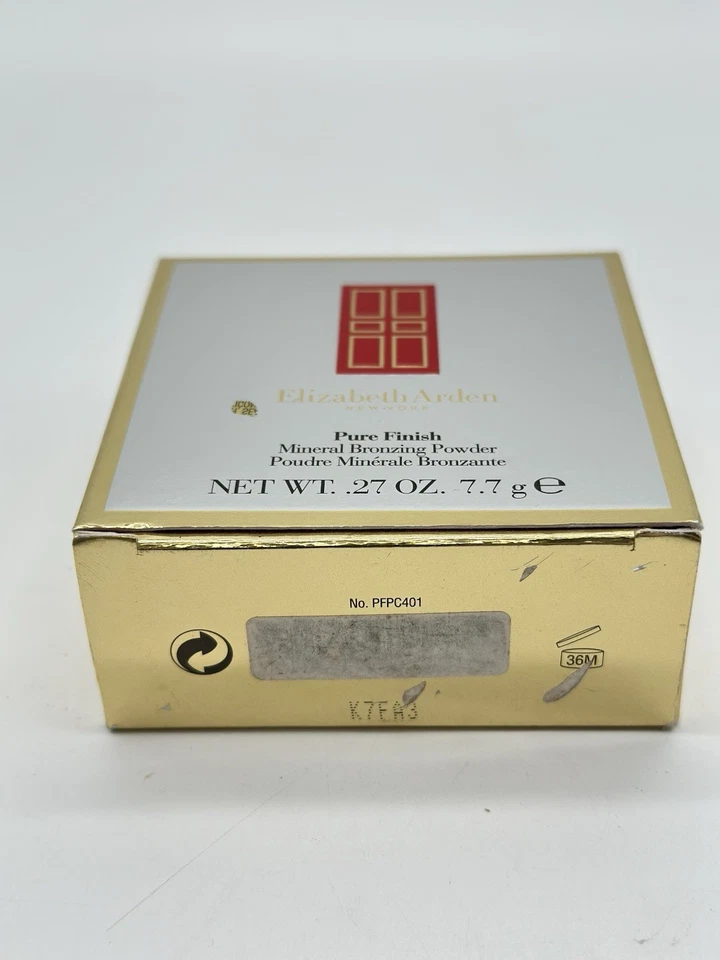 Elizabeth Arden
NEW YORK
Pure Finish
Mineral Bronzing Powder
Poudre Minérale Bronzante
NET WT. .27 OZ. 7.7 g ℮
No. PFPC401
36M
K7EA3